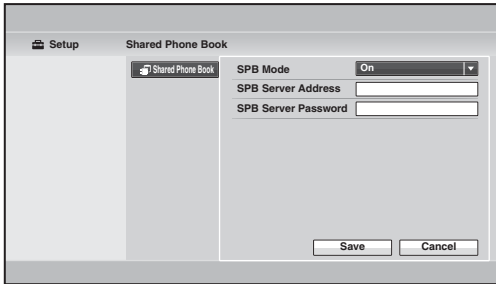 Setup
Shared Phone Book
Shared Phone Book
SPB Mode
On
SPB Server Address
SPB Server Password
Save
Cancel